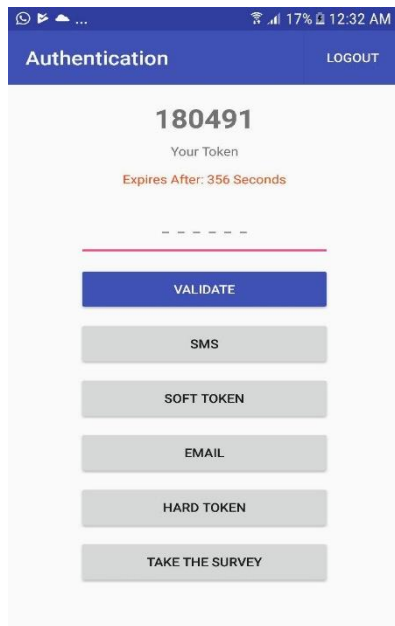 ... 17% 12:32 AM
Authentication LOGOUT
180491
Your Token
Expires After: 356 Seconds
- - - - - -
VALIDATE
SMS
SOFT TOKEN
EMAIL
HARD TOKEN
TAKE THE SURVEY